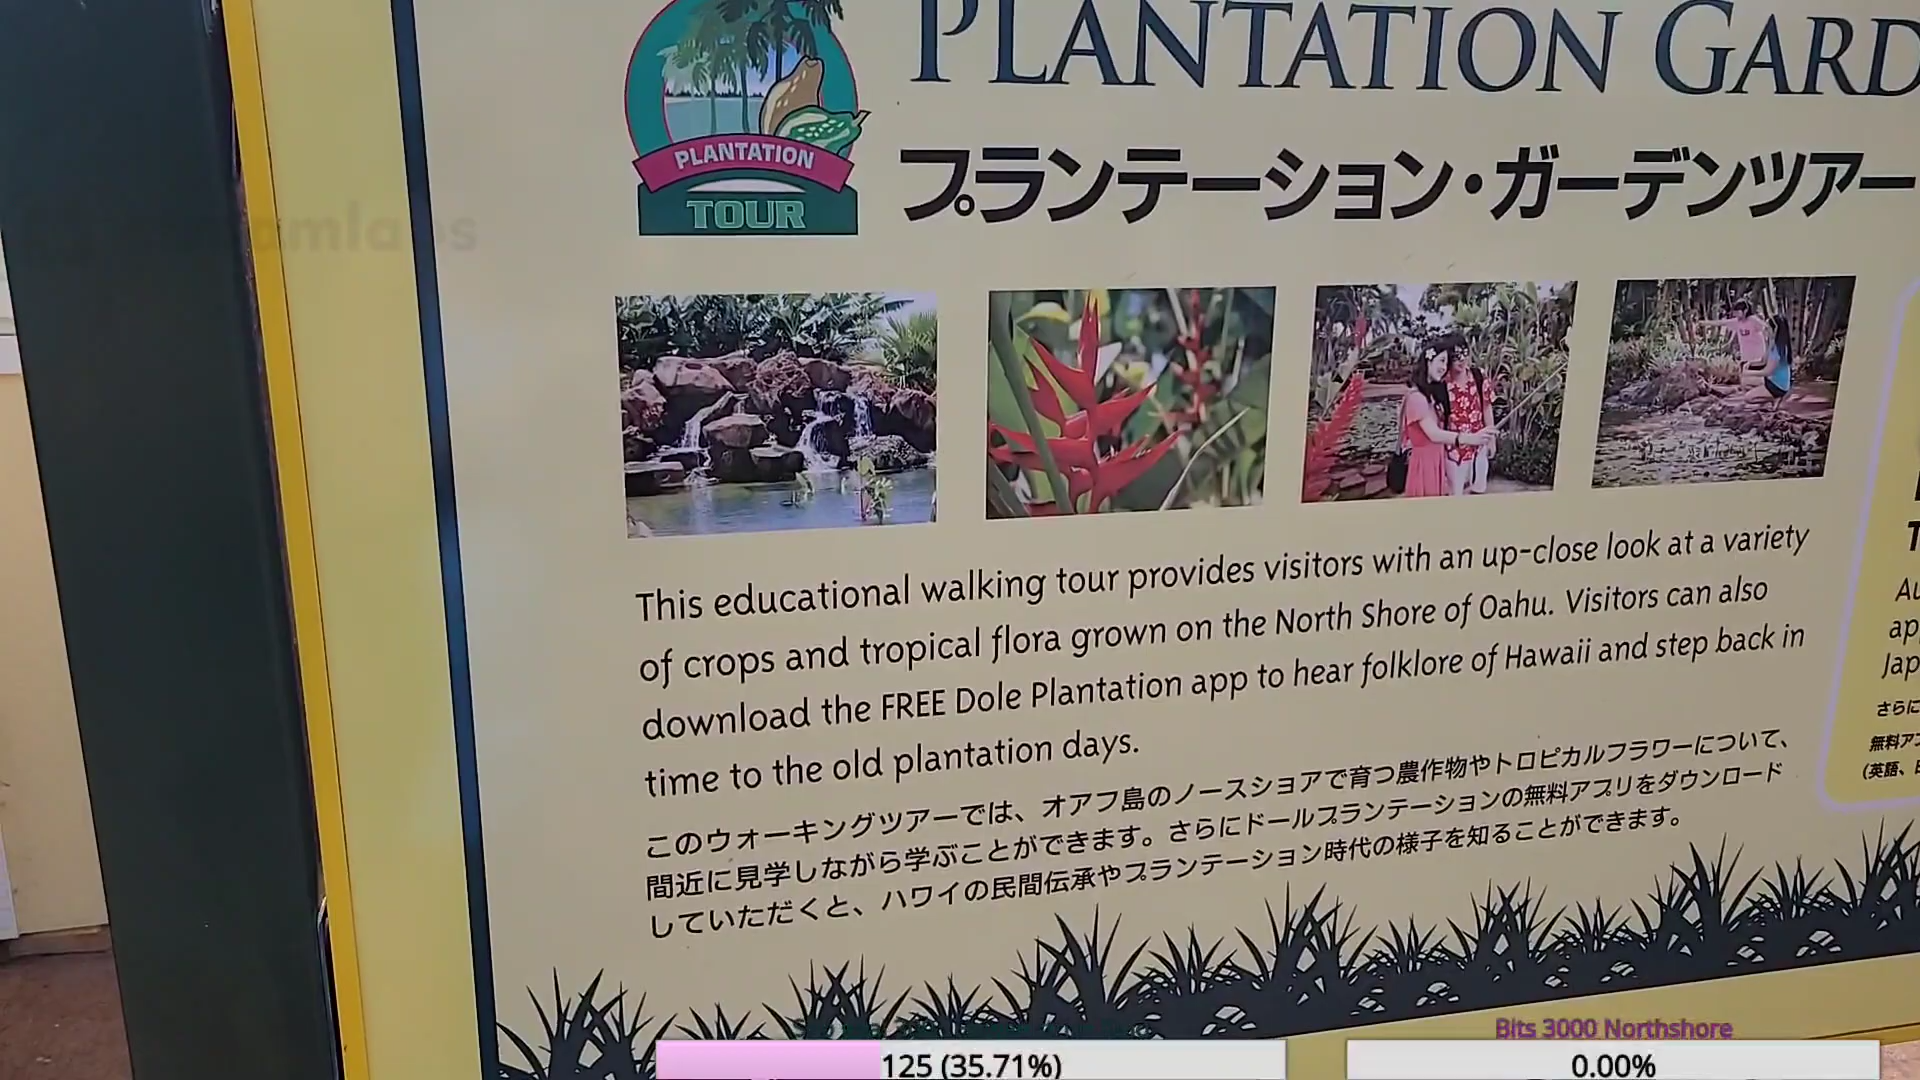 PLANTATION GARD
PLANTATION
TOUR
プランテーション・ガーデンツアー
This educational walking tour provides visitors with an up-close look at a variety
of crops and tropical flora grown on the North Shore of Oahu. Visitors can also
download the FREE Dole Plantation app to hear folklore of Hawaii and step back in
time to the old plantation days.
このウォーキングツアーでは、オアフ島のノースショアで育つ農作物やトロピカルフラワーについて、
間近に見学しながら学ぶことができます。さらにドールプランテーションの無料アプリをダウンロード
していただくと、ハワイの民間伝承やプランテーション時代の様子を知ることができます。
Au
ap
Jap
さらに
無料ア
(英語、
Bits 3000 Northshore
125 (35.71%)
0.00%